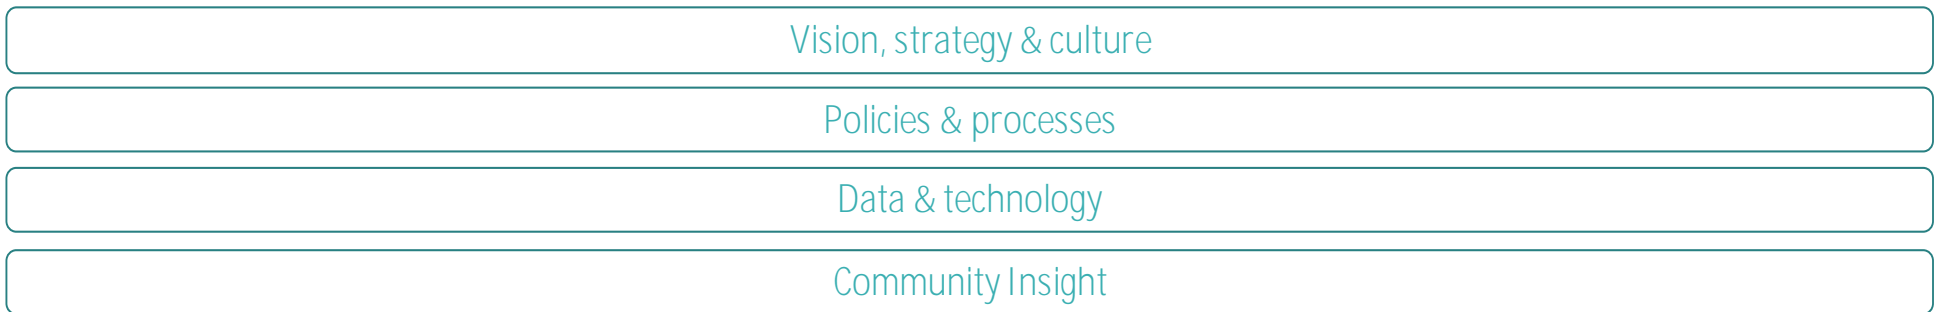 Vision, strategy & culture
Policies & processes
Data & technology
Community Insight